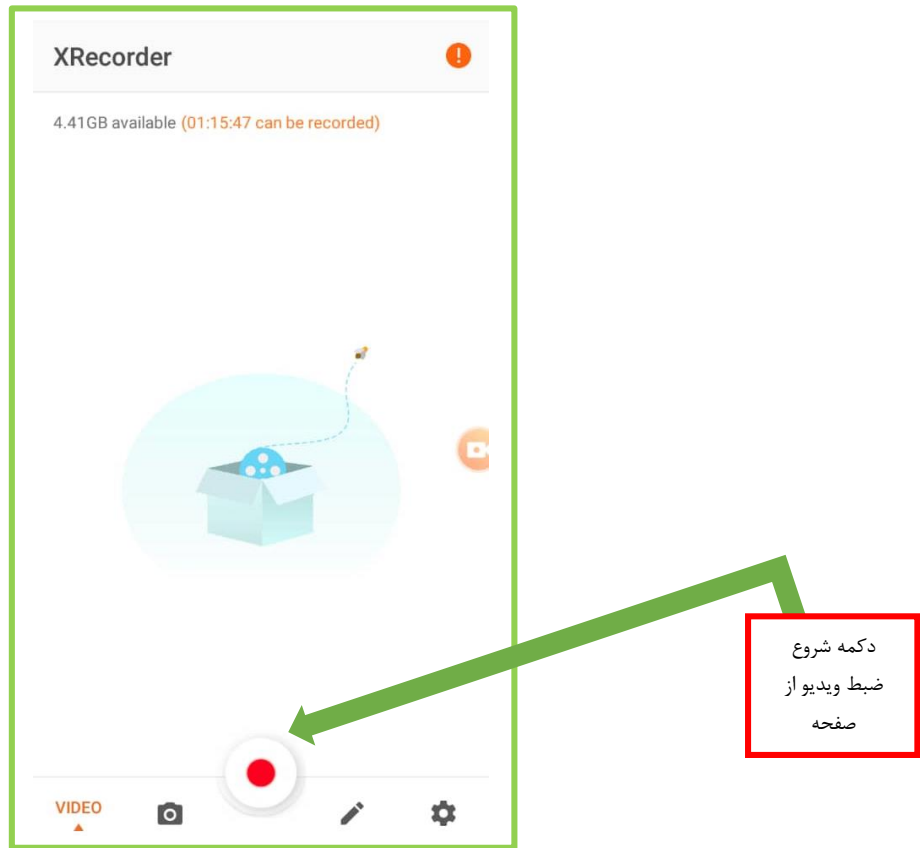 XRecorder
4.41GB available (01:15:47 can be recorded)
دکمه شروع
ضبط ویدیو از
صفحه
VIDEO